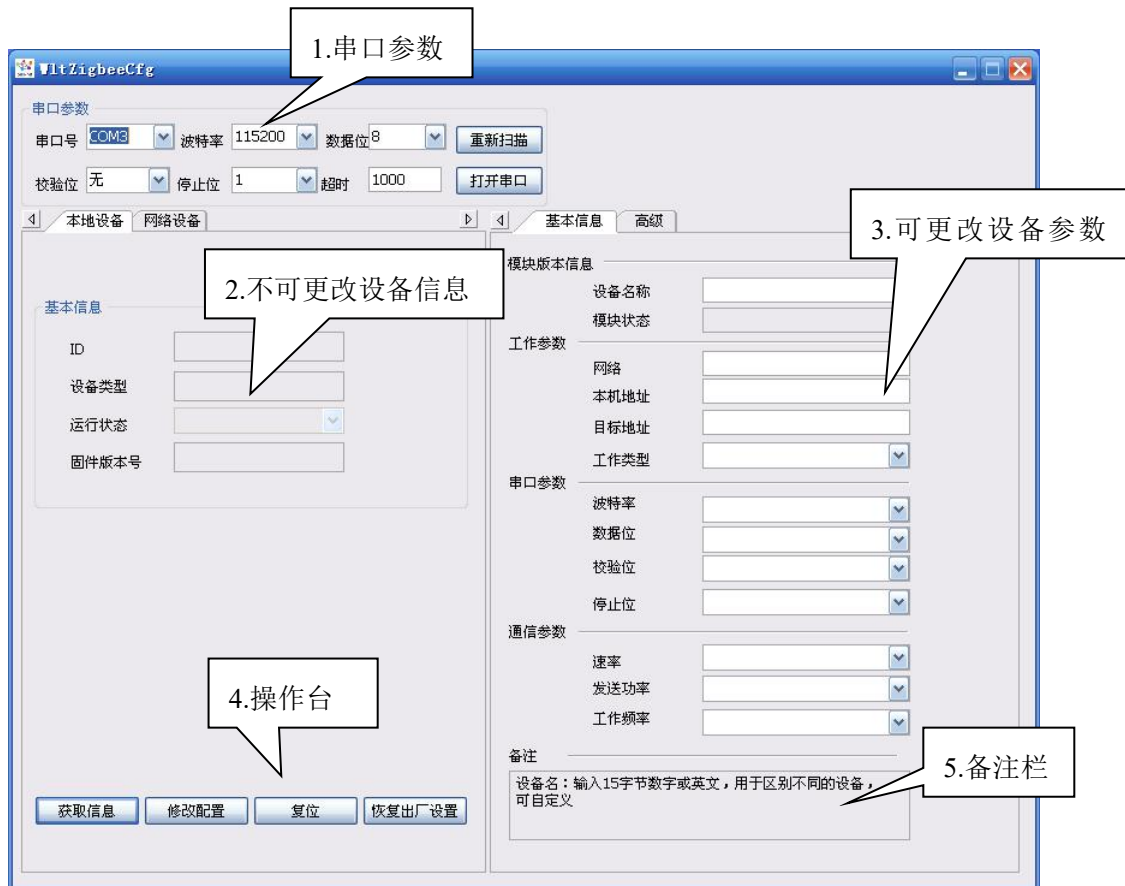 1.串口参数
WltZigbeeCfg
串口参数
串口号 COM3 波特率 115200 数据位 8 重新扫描
校验位 无 停止位 1 超时 1000 打开串口
本地设备 网络设备
基本信息 高级
3.可更改设备参数
2.不可更改设备信息
基本信息
ID
设备类型
运行状态
固件版本号
模块版本信息
设备名称
模块状态
工作参数
网络
本机地址
目标地址
工作类型
串口参数
波特率
数据位
校验位
停止位
通信参数
速率
发送功率
工作频率
4.操作台
获取信息 修改配置 复位 恢复出厂设置
备注
5.备注栏
设备名：输入15字节数字或英文，用于区别不同的设备，
可自定义